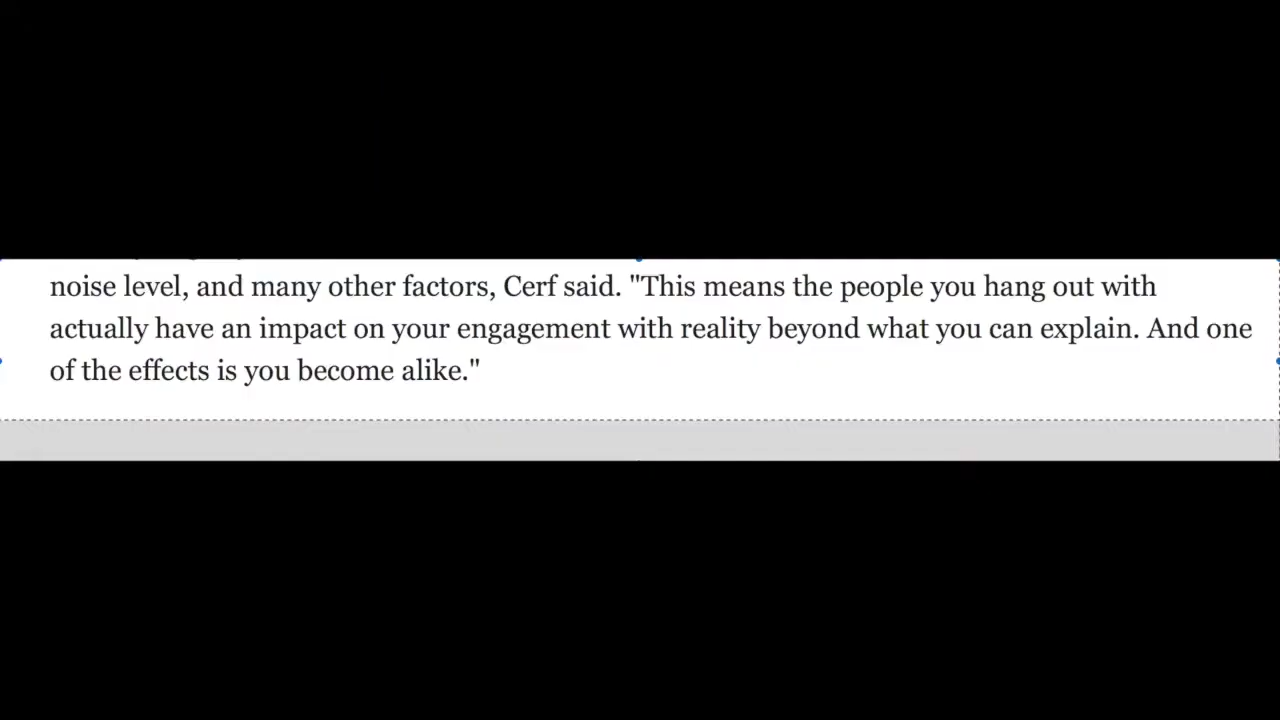 noise level, and many other factors, Cerf said. "This means the people you hang out with
actually have an impact on your engagement with reality beyond what you can explain. And one
of the effects is you become alike."